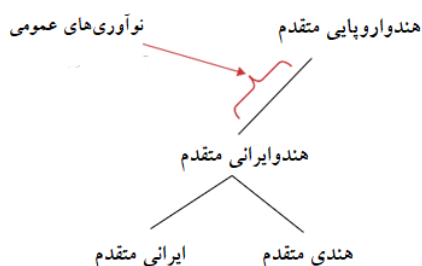 هندواروپایی متقدم
نوآوری‌های عمومی
هندوایرانی متقدم
هندی متقدم
ایرانی متقدم